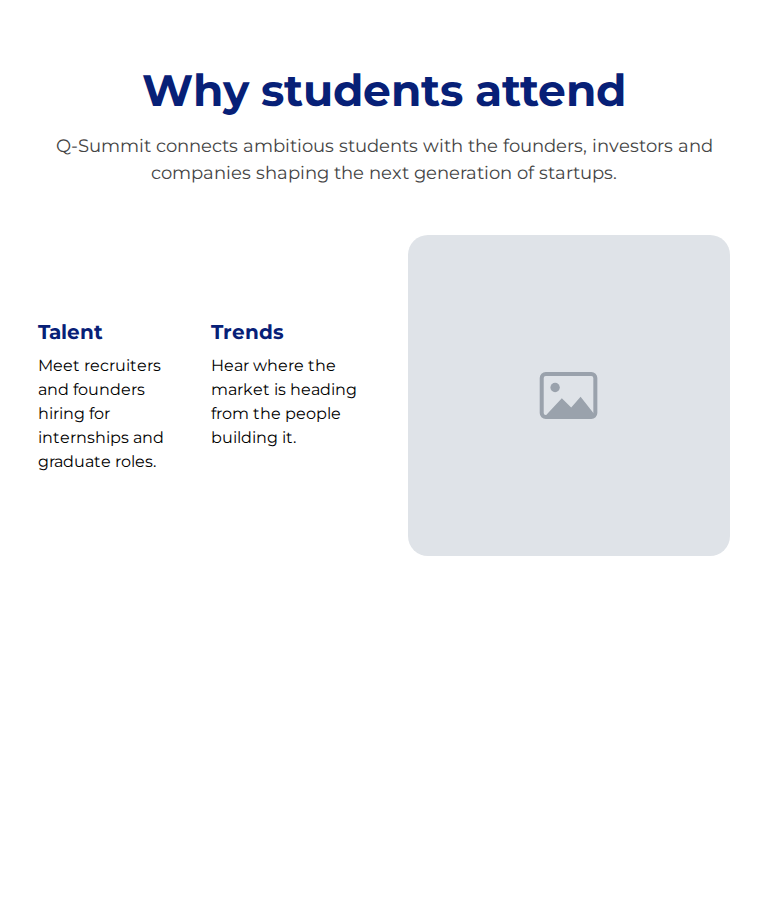 Why students attend
Q-Summit connects ambitious students with the founders, investors and
companies shaping the next generation of startups.
Talent
Meet recruiters
and founders
hiring for
internships and
graduate roles.
Trends
Hear where the
market is heading
from the people
building it.